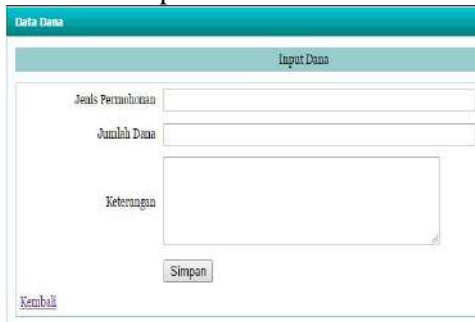 Data Dana
Input Dana
Jenis Permohonan
Jumlah Dana
Keterangan
Simpan
Kembali